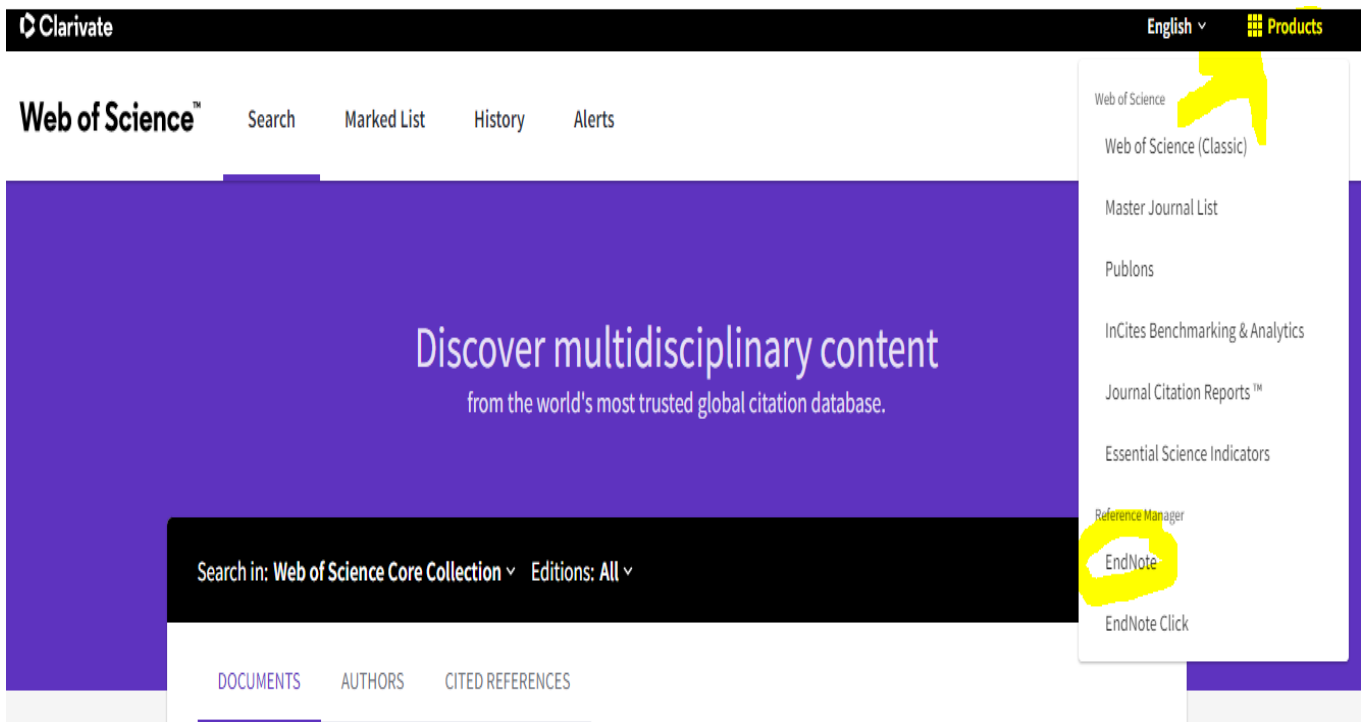 Clarivate
English
Products
Web of Science™
Search
Marked List
History
Alerts
Web of Science
Web of Science (Classic)
Master Journal List
Publons
InCites Benchmarking & Analytics
Journal Citation Reports ™
Essential Science Indicators
Reference Manager
EndNote
EndNote Click
Discover multidisciplinary content
from the world's most trusted global citation database.
Search in: Web of Science Core Collection Editions: All
DOCUMENTS AUTHORS CITED REFERENCES